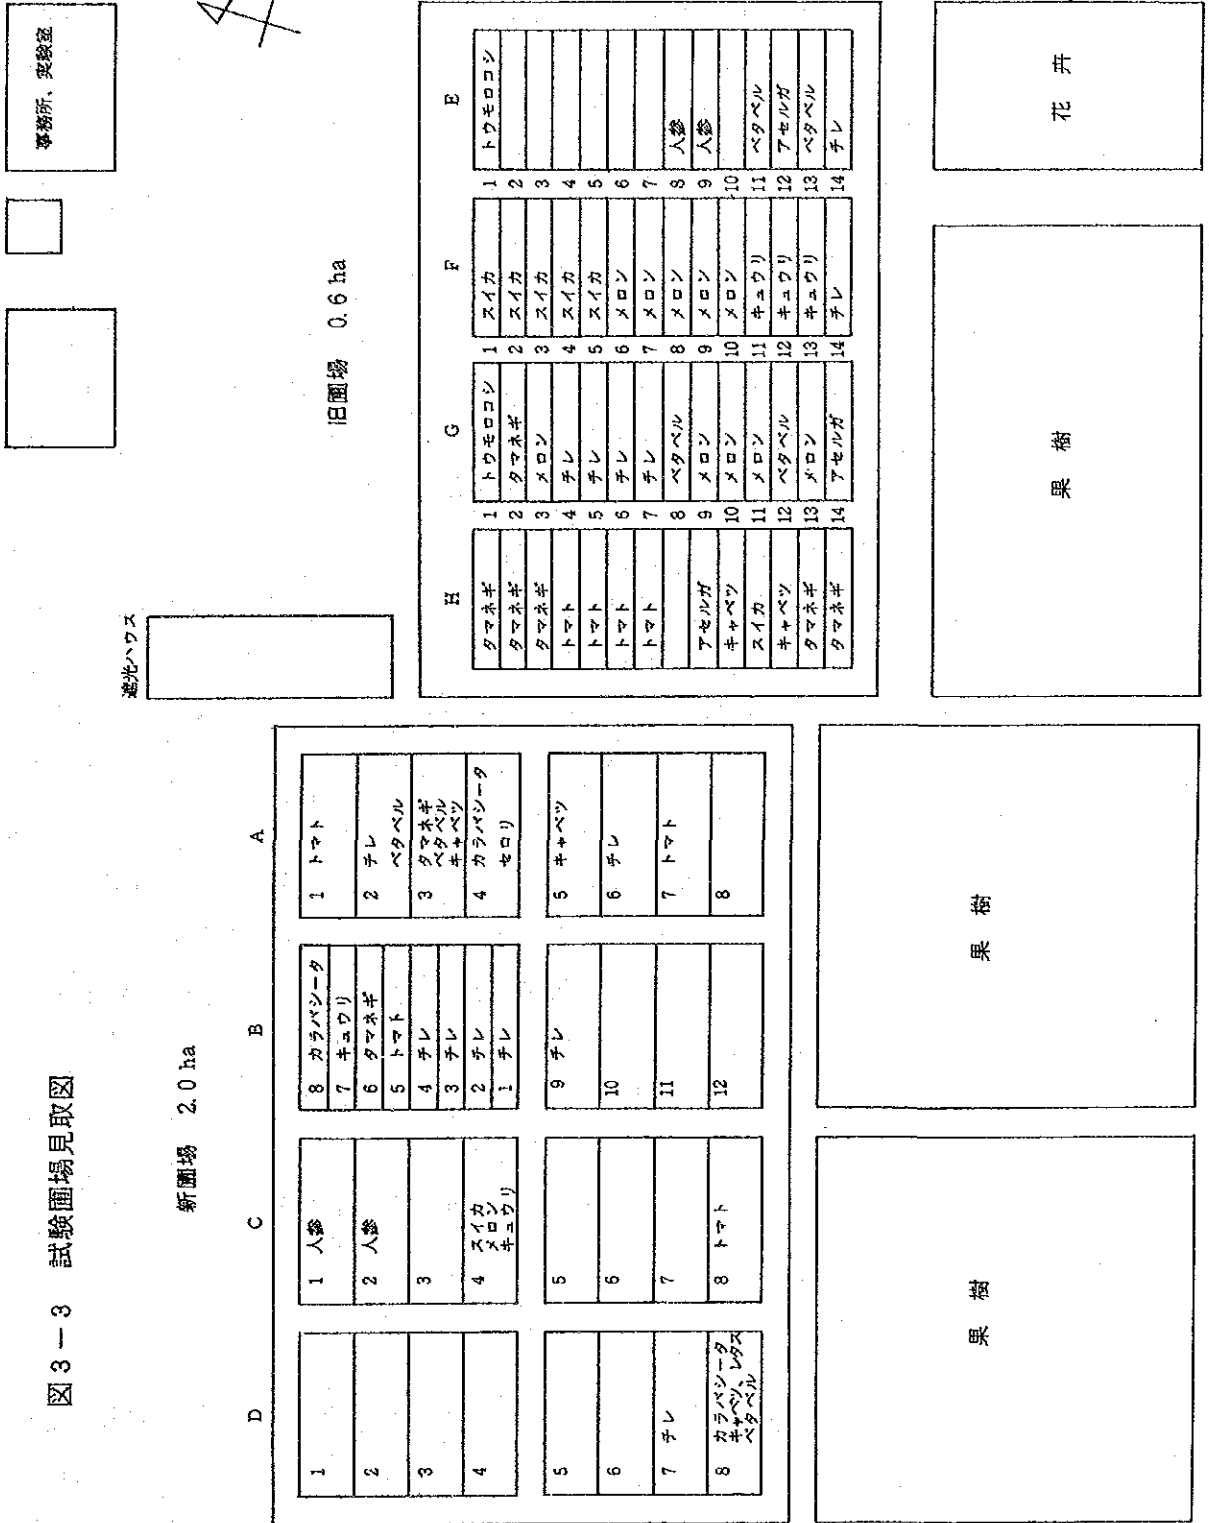 図3－3　試験圃場見取図
新圃場　2.0 ha
D
1
2
3
4
5
6
7 チレ
8 カラバシータ
キャベツ、レタス
ベタベル
C
1 人参
2 人参
3
4 スイカ
メロン
キュウリ
5
6
7
8 トマト
B
8 カラバシータ
7 キュウリ
6 タマネギ
5 トマト
4 チレ
3 チレ
2 チレ
1 チレ
9 チレ
10
11
12
A
1 トマト
2 チレ
ベタベル
3 タマネギ
ベタベル
キャベツ
4 カラバシータ
セロリ
5 キャベツ
6 チレ
7 トマト
8
遮光ハウス
旧圃場　0.6 ha
H
タマネギ 1
タマネギ 2
タマネギ 3
トマト 4
トマト 5
トマト 6
トマト 7
8
アセルガ 9
キャベツ 10
スイカ 11
キャベツ 12
タマネギ 13
タマネギ 14
G
トウモロコシ 1
タマネギ 2
メロン 3
チレ 4
チレ 5
チレ 6
チレ 7
ベタベル 8
メロン 9
メロン 10
メロン 11
ベタベル 12
メロン 13
アセルガ 14
F
スイカ 1
スイカ 2
スイカ 3
スイカ 4
スイカ 5
メロン 6
メロン 7
メロン 8
メロン 9
メロン 10
キュウリ 11
キュウリ 12
キュウリ 13
チレ 14
E
トウモロコシ
人参
人参
ベタベル
アセルガ
ベタベル
チレ
事務所、実験室
果樹
果樹
果樹
花卉